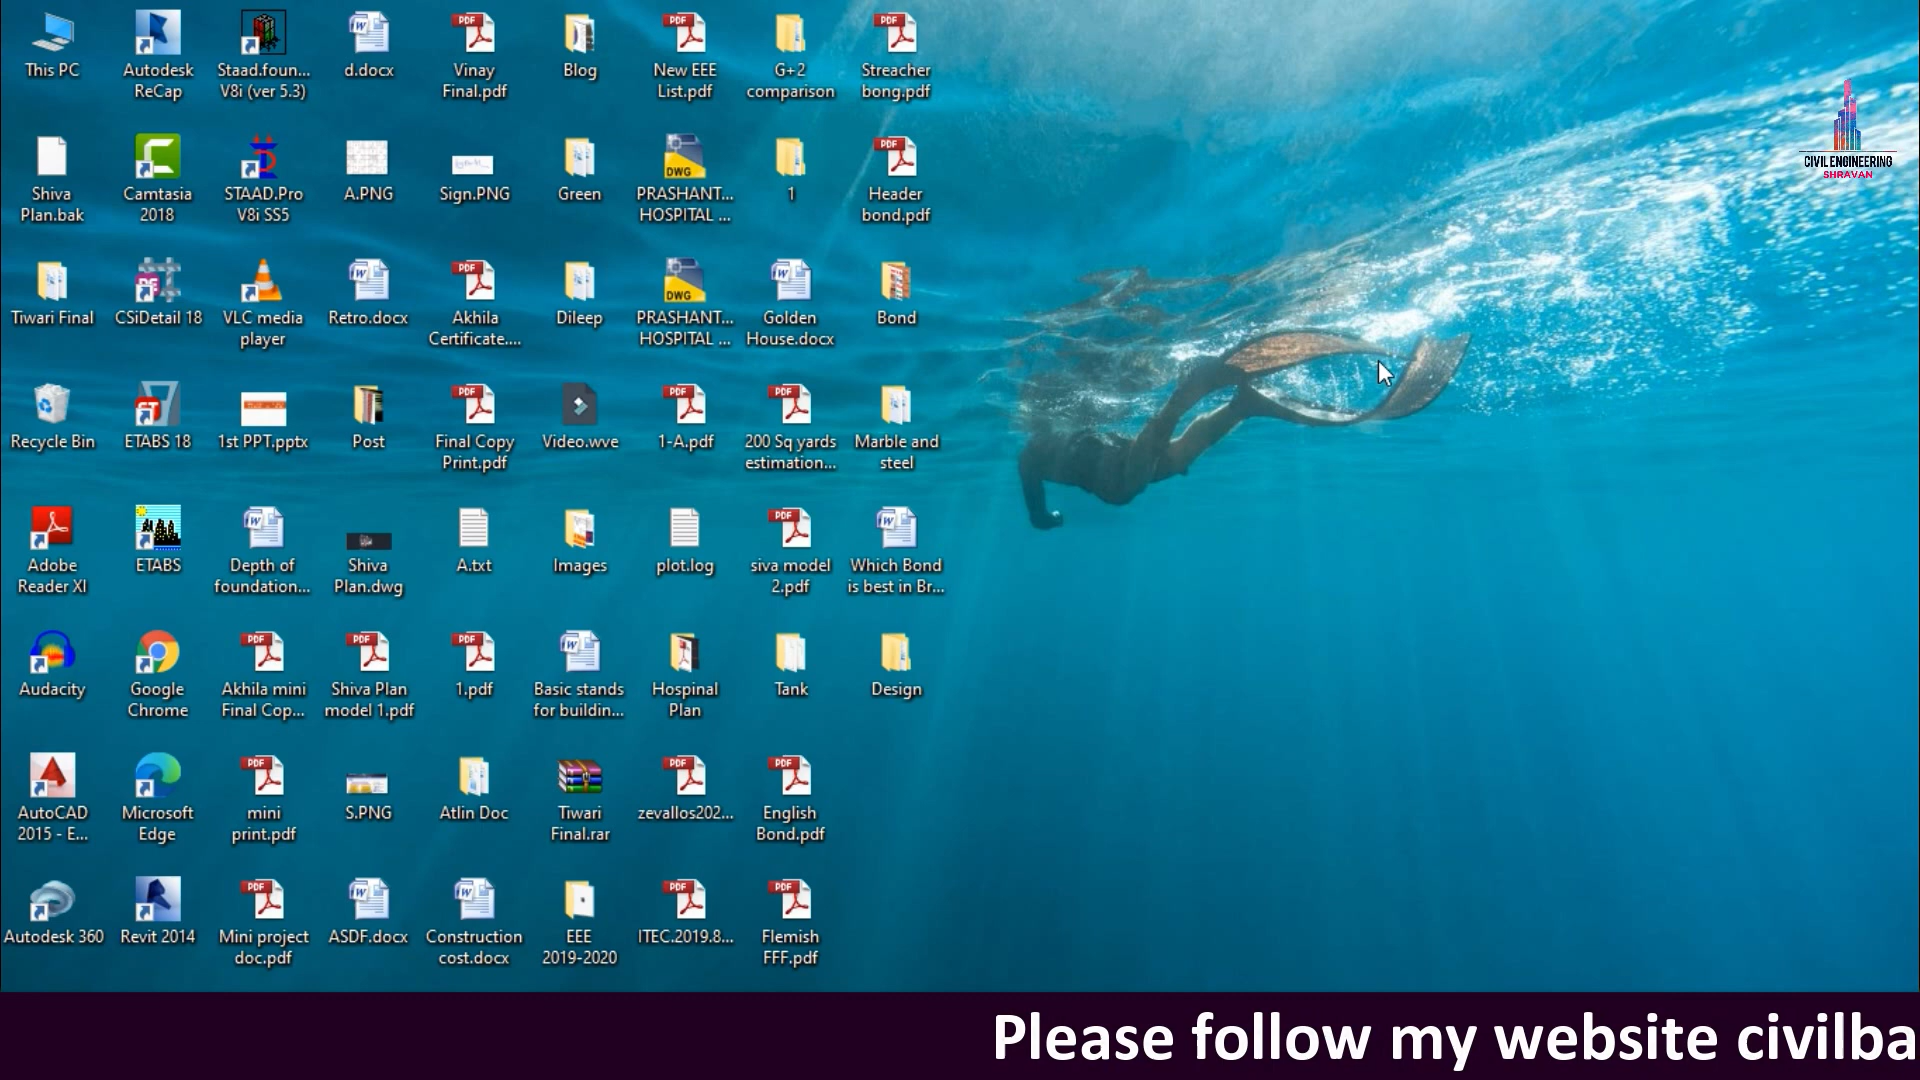 This PC
Autodesk
ReCap
Staad.foun...
V8i (ver 5.3)
d.docx
Vinay
Final.pdf
Blog
New EEE
List.pdf
G+2
comparison
Streacher
bong.pdf
Shiva
Plan.bak
Camtasia
2018
STAAD.Pro
V8i SS5
A.PNG
Sign.PNG
Green
PRASHANT...
HOSPITAL ...
1
Header
bond.pdf
CIVIL ENGINEERING
SHRAVAN
Tiwari Final
CSiDetail 18
VLC media
player
Retro.docx
Akhila
Certificate....
Dileep
PRASHANT...
HOSPITAL ...
Golden
House.docx
Bond
Recycle Bin
ETABS 18
1st PPT.pptx
Post
Final Copy
Print.pdf
Video.wve
1-A.pdf
200 Sq yards
estimation...
Marble and
steel
Adobe
Reader XI
ETABS
Depth of
foundation...
Shiva
Plan.dwg
A.txt
Images
plot.log
siva model
2.pdf
Which Bond
is best in Br...
Audacity
Google
Chrome
Akhila mini
Final Cop...
Shiva Plan
model 1.pdf
1.pdf
Basic stands
for buildin...
Hospinal
Plan
Tank
Design
AutoCAD
2015 - E...
Microsoft
Edge
mini
print.pdf
S.PNG
Atlin Doc
Tiwari
Final.rar
zevallos202...
English
Bond.pdf
Autodesk 360
Revit 2014
Mini project
doc.pdf
ASDF.docx
Construction
cost.docx
EEE
2019-2020
ITEC.2019.8...
Flemish
FFF.pdf
Please follow my website civilba